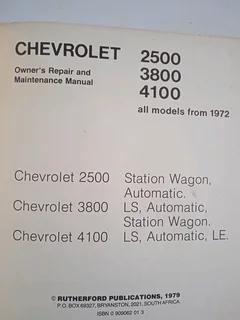 CHEVROLET 2500
Owner's Repair and 3800
Maintenance Manual 4100
all models from 1972
Chevrolet 2500 Station Wagon,
Automatic.
Chevrolet 3800 LS, Automatic,
Station Wagon.
Chevrolet 4100 LS, Automatic, LE.
© RUTHERFORD PUBLICATIONS, 1979
P.O. BOX 69327, BRYANSTON, 2021, SOUTH AFRICA.
ISBN 0 909062 01 3